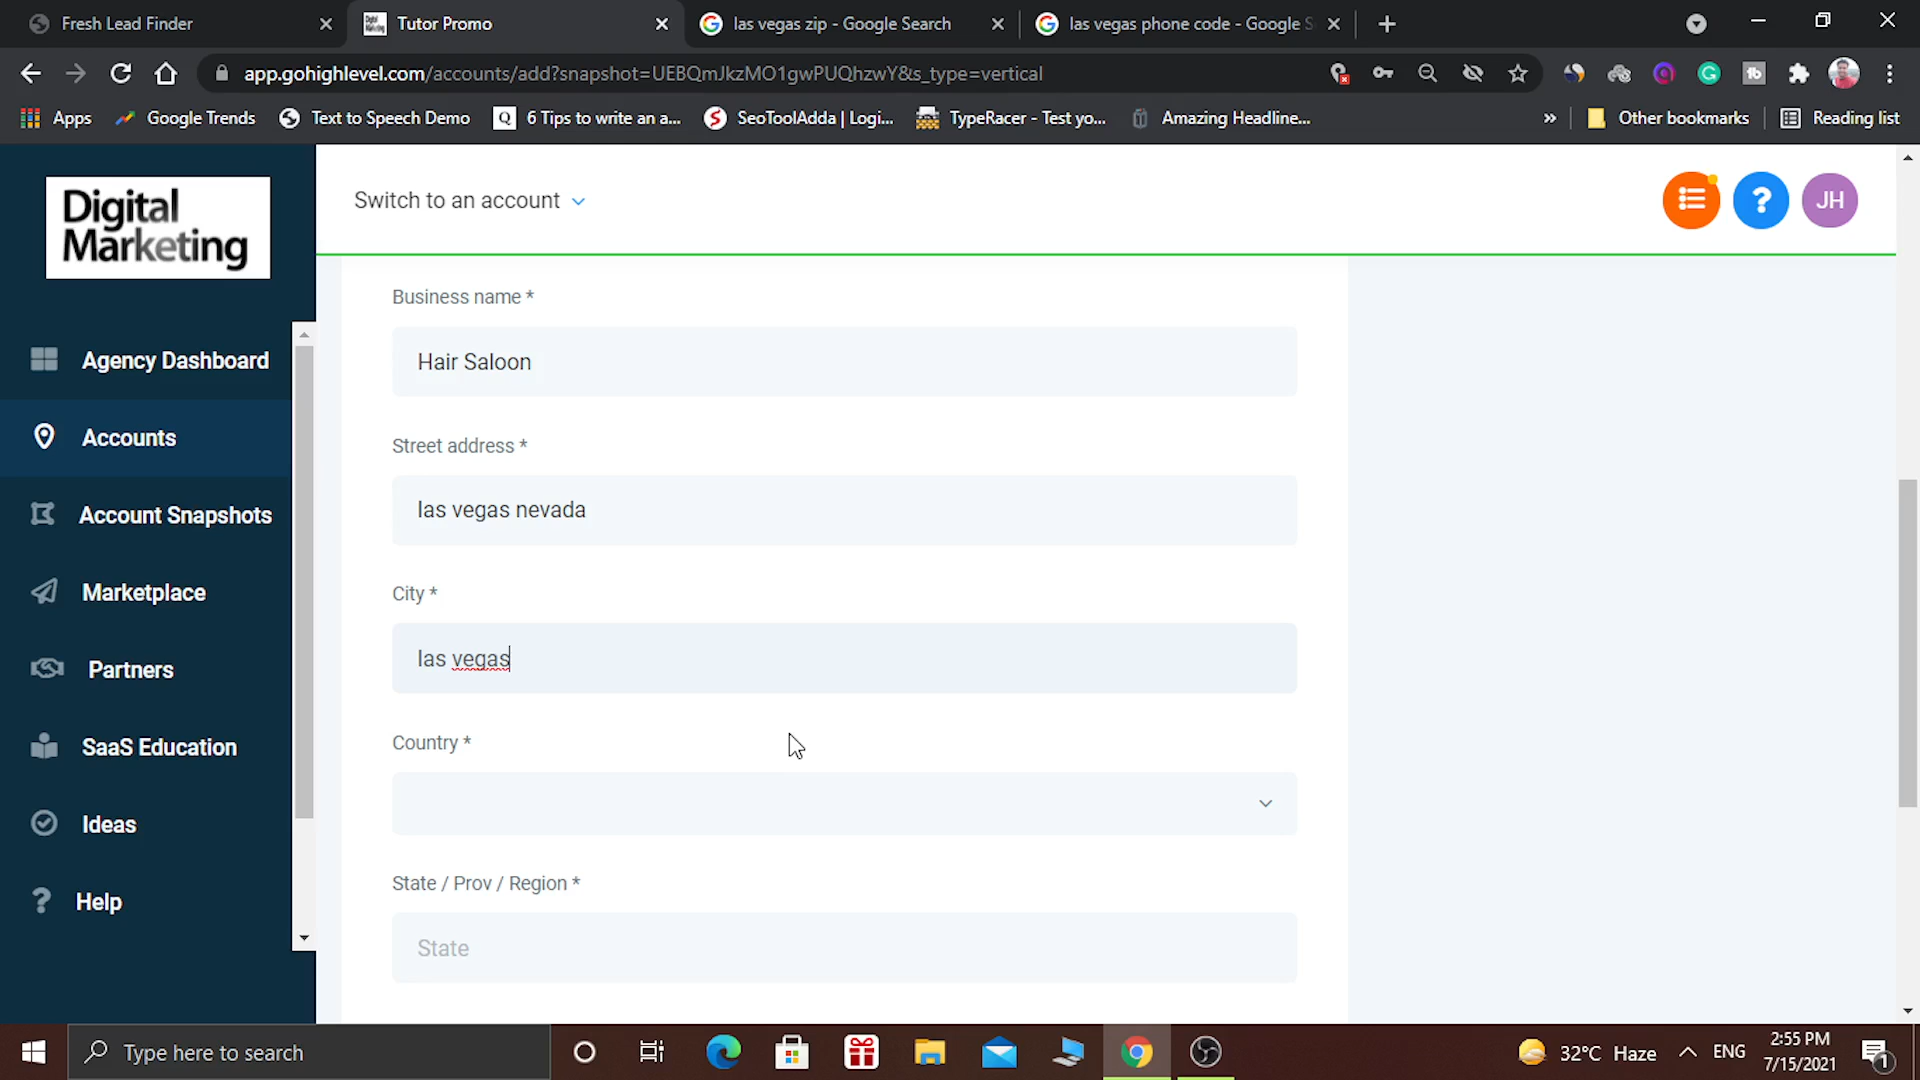 Fresh Lead Finder
Tutor Promo
las vegas zip - Google Search
las vegas phone code - Google S
app.gohighlevel.com/accounts/add?snapshot=UEBQmJkzMO1gwPUQhzwY&s_type=vertical
Apps
Google Trends
Text to Speech Demo
Q
6 Tips to write an a...
S
SeoToolAdda | Logi...
TypeRacer - Test yo...
Amazing Headline...
»
Other bookmarks
Reading list
Digital
Marketing
Switch to an account
?
JH
Agency Dashboard
Accounts
Account Snapshots
Marketplace
Partners
SaaS Education
Ideas
? Help
Business name *
Hair Saloon
Street address *
las vegas nevada
City *
las vegas
Country *
State / Prov / Region *
State
Type here to search
32°C Haze
ENG
2:55 PM
7/15/2021
1